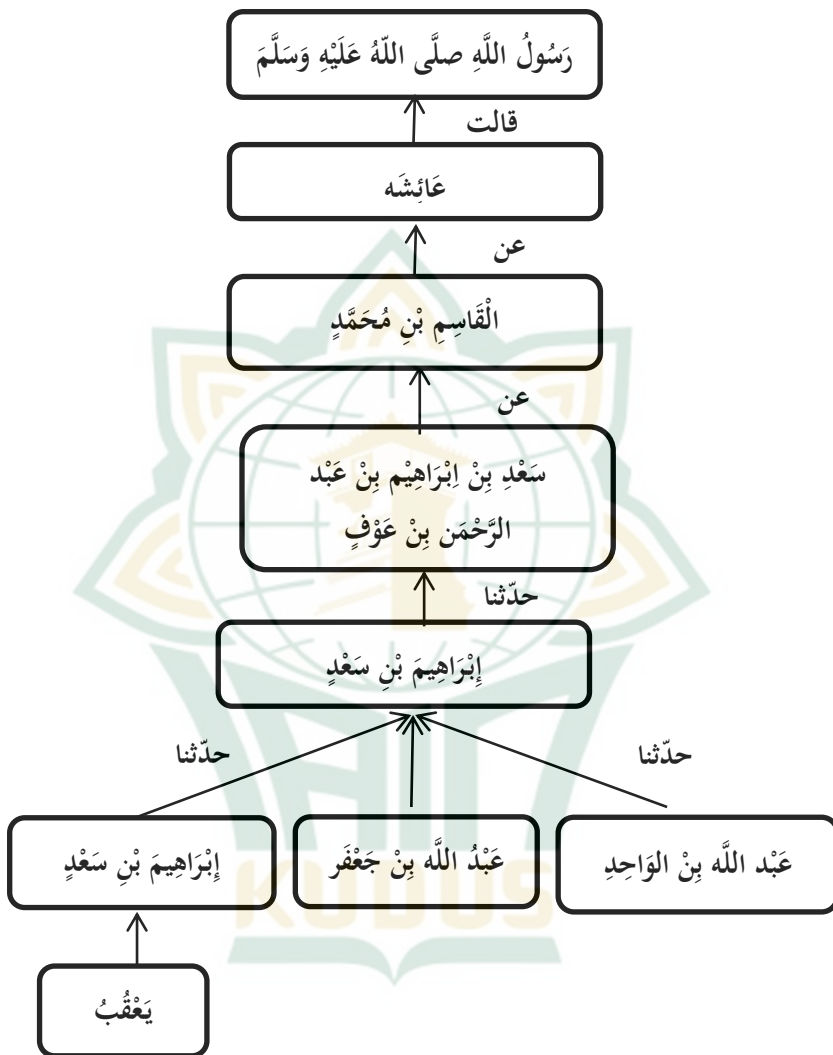 رَسُولُ اللَّهِ صلَّى اللّهُ عَلَيْهِ وَسَلَّمَ
قالت
عَائِشَه
عن
الْقَاسِمِ بْنِ مُحَمَّدٍ
عن
سَعْدِ بِنْ اِبْرَاهِيْم بِنْ عَبْد
الرَّحْمَن بِنْ عَوْفٍ
حدّثنا
إِبْرَاهِيمَ بْنِ سَعْدٍ
حدّثنا
حدّثنا
عَبْد اللَّه بِنْ الوَاحِدِ
عَبْدُ اللَّه بِنْ جَعْفَر
إِبْرَاهِيمَ بْنِ سَعْدٍ
يَعْقُبُ
KUDUS